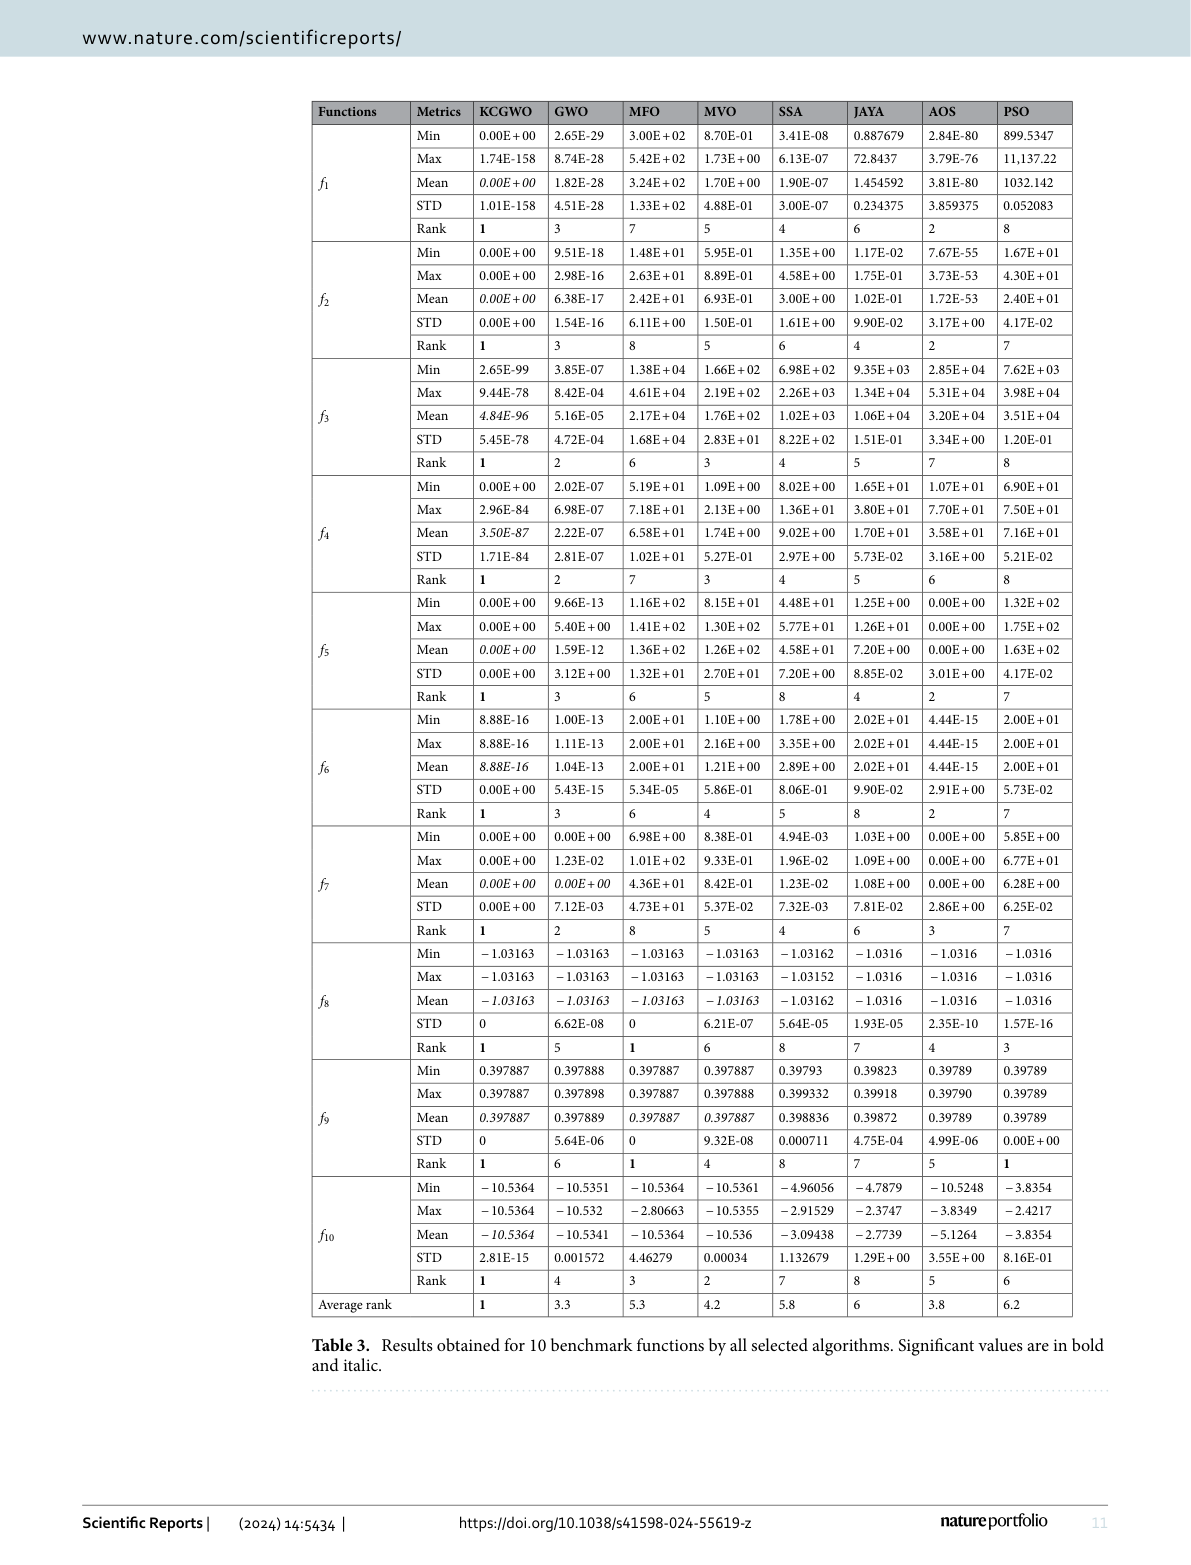 www.nature.com/scientificreports/
Functions Metrics KCGWO GWO MFO MVO SSA JAYA AOS PSO
f1
Min 0.00E+00 2.65E-29 3.00E+02 8.70E-01 3.41E-08 0.887679 2.84E-80 899.5347
Max 1.74E-158 8.74E-28 5.42E+02 1.73E+00 6.13E-07 72.8437 3.79E-76 11,137.22
Mean 0.00E+00 1.82E-28 3.24E+02 1.70E+00 1.90E-07 1.454592 3.81E-80 1032.142
STD 1.01E-158 4.51E-28 1.33E+02 4.88E-01 3.00E-07 0.234375 3.859375 0.052083
Rank 1 3 7 5 4 6 2 8
f2
Min 0.00E+00 9.51E-18 1.48E+01 5.95E-01 1.35E+00 1.17E-02 7.67E-55 1.67E+01
Max 0.00E+00 2.98E-16 2.63E+01 8.89E-01 4.58E+00 1.75E-01 3.73E-53 4.30E+01
Mean 0.00E+00 6.38E-17 2.42E+01 6.93E-01 3.00E+00 1.02E-01 1.72E-53 2.40E+01
STD 0.00E+00 1.54E-16 6.11E+00 1.50E-01 1.61E+00 9.90E-02 3.17E+00 4.17E-02
Rank 1 3 8 5 6 4 2 7
f3
Min 2.65E-99 3.85E-07 1.38E+04 1.66E+02 6.98E+02 9.35E+03 2.85E+04 7.62E+03
Max 9.44E-78 8.42E-04 4.61E+04 2.19E+02 2.26E+03 1.34E+04 5.31E+04 3.98E+04
Mean 4.84E-96 5.16E-05 2.17E+04 1.76E+02 1.02E+03 1.06E+04 3.20E+04 3.51E+04
STD 5.45E-78 4.72E-04 1.68E+04 2.83E+01 8.22E+02 1.51E-01 3.34E+00 1.20E-01
Rank 1 2 6 3 4 5 7 8
f4
Min 0.00E+00 2.02E-07 5.19E+01 1.09E+00 8.02E+00 1.65E+01 1.07E+01 6.90E+01
Max 2.96E-84 6.98E-07 7.18E+01 2.13E+00 1.36E+01 3.80E+01 7.70E+01 7.50E+01
Mean 3.50E-87 2.22E-07 6.58E+01 1.74E+00 9.02E+00 1.70E+01 3.58E+01 7.16E+01
STD 1.71E-84 2.81E-07 1.02E+01 5.27E-01 2.97E+00 5.73E-02 3.16E+00 5.21E-02
Rank 1 2 7 3 4 5 6 8
f5
Min 0.00E+00 9.66E-13 1.16E+02 8.15E+01 4.48E+01 1.25E+00 0.00E+00 1.32E+02
Max 0.00E+00 5.40E+00 1.41E+02 1.30E+02 5.77E+01 1.26E+01 0.00E+00 1.75E+02
Mean 0.00E+00 1.59E-12 1.36E+02 1.26E+02 4.58E+01 7.20E+00 0.00E+00 1.63E+02
STD 0.00E+00 3.12E+00 1.32E+01 2.70E+01 7.20E+00 8.85E-02 3.01E+00 4.17E-02
Rank 1 3 6 5 8 4 2 7
f6
Min 8.88E-16 1.00E-13 2.00E+01 1.10E+00 1.78E+00 2.02E+01 4.44E-15 2.00E+01
Max 8.88E-16 1.11E-13 2.00E+01 2.16E+00 3.35E+00 2.02E+01 4.44E-15 2.00E+01
Mean 8.88E-16 1.04E-13 2.00E+01 1.21E+00 2.89E+00 2.02E+01 4.44E-15 2.00E+01
STD 0.00E+00 5.43E-15 5.34E-05 5.86E-01 8.06E-01 9.90E-02 2.91E+00 5.73E-02
Rank 1 3 6 4 5 8 2 7
f7
Min 0.00E+00 0.00E+00 6.98E+00 8.38E-01 4.94E-03 1.03E+00 0.00E+00 5.85E+00
Max 0.00E+00 1.23E-02 1.01E+02 9.33E-01 1.96E-02 1.09E+00 0.00E+00 6.77E+01
Mean 0.00E+00 0.00E+00 4.36E+01 8.42E-01 1.23E-02 1.08E+00 0.00E+00 6.28E+00
STD 0.00E+00 7.12E-03 4.73E+01 5.37E-02 7.32E-03 7.81E-02 2.86E+00 6.25E-02
Rank 1 2 8 5 4 6 3 7
f8
Min −1.03163 −1.03163 −1.03163 −1.03163 −1.03162 −1.0316 −1.0316 −1.0316
Max −1.03163 −1.03163 −1.03163 −1.03163 −1.03152 −1.0316 −1.0316 −1.0316
Mean −1.03163 −1.03163 −1.03163 −1.03163 −1.03162 −1.0316 −1.0316 −1.0316
STD 0 6.62E-08 0 6.21E-07 5.64E-05 1.93E-05 2.35E-10 1.57E-16
Rank 1 5 1 6 8 7 4 3
f9
Min 0.397887 0.397888 0.397887 0.397887 0.39793 0.39823 0.39789 0.39789
Max 0.397887 0.397898 0.397887 0.397888 0.399332 0.39918 0.39790 0.39789
Mean 0.397887 0.397889 0.397887 0.397887 0.398836 0.39872 0.39789 0.39789
STD 0 5.64E-06 0 9.32E-08 0.000711 4.75E-04 4.99E-06 0.00E+00
Rank 1 6 1 4 8 7 5 1
f10
Min −10.5364 −10.5351 −10.5364 −10.5361 −4.96056 −4.7879 −10.5248 −3.8354
Max −10.5364 −10.532 −2.80663 −10.5355 −2.91529 −2.3747 −3.8349 −2.4217
Mean −10.5364 −10.5341 −10.5364 −10.536 −3.09438 −2.7739 −5.1264 −3.8354
STD 2.81E-15 0.001572 4.46279 0.00034 1.132679 1.29E+00 3.55E+00 8.16E-01
Rank 1 4 3 2 7 8 5 6
Average rank 1 3.3 5.3 4.2 5.8 6 3.8 6.2
Table 3. Results obtained for 10 benchmark functions by all selected algorithms. Significant values are in bold
and italic.
Scientific Reports | (2024) 14:5434 | https://doi.org/10.1038/s41598-024-55619-z natureportfolio 11